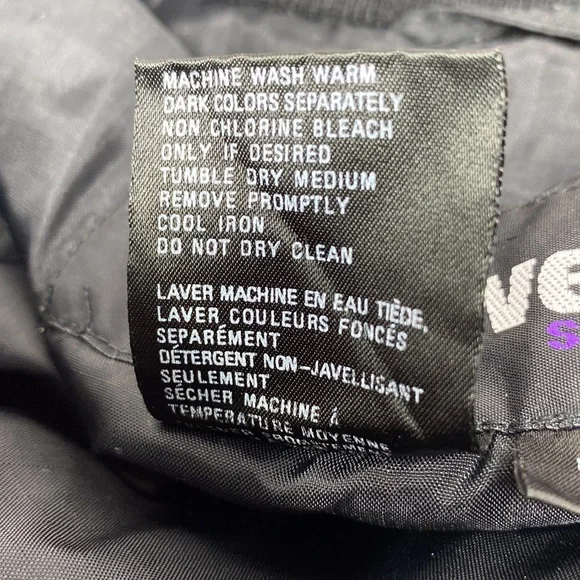 MACHINE WASH WARM
DARK COLORS SEPARATELY
NON CHLORINE BLEACH
ONLY IF DESIRED
TUMBLE DRY MEDIUM
REMOVE PROMPTLY
COOL IRON
DO NOT DRY CLEAN
LAVER MACHINE EN EAU TIÈDE,
LAVER COULEURS FONCÉS
SEPARÉMENT
DÉTERGENT NON-JAVELLISANT
SEULEMENT
SÉCHER MACHINE À
TEMPERATURE MOYENNE